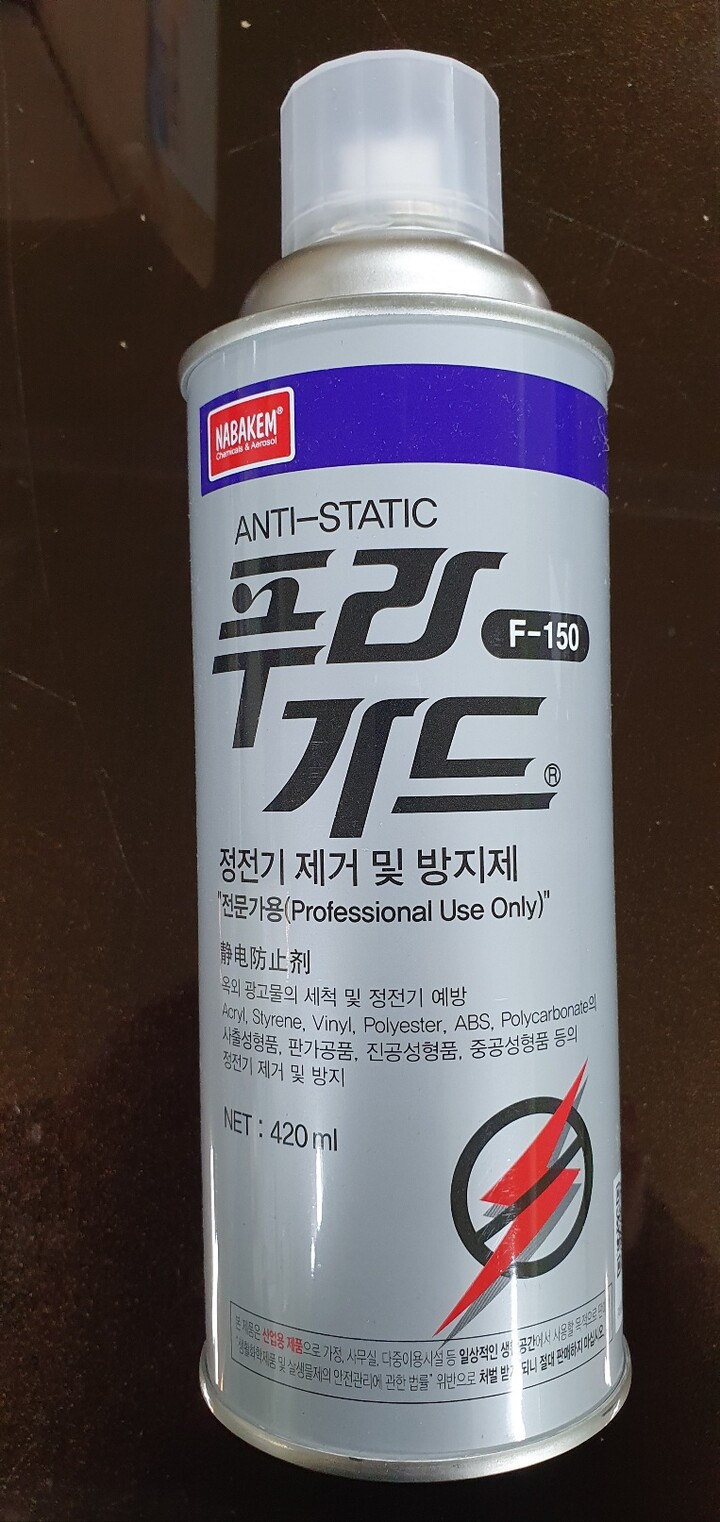 NABAKEM®
Chemicals & Aerosol
ANTI-STATIC
푸라
F-150
가드®
정전기 제거 및 방지제
"전문가용(Professional Use Only)"
静电防止剂
옥외 광고물의 세척 및 정전기 예방
Acryl, Styrene, Vinyl, Polyester, ABS, Polycarbonate의
사출성형품, 판가공품, 진공성형품, 중공성형품 등의
정전기 제거 및 방지
NET : 420ml
본 제품은 산업용 제품으로 가정, 사무실, 다중이용시설 등 일상적인 생활공간에서 사용할 목적으로
"생활화학제품 및 살생물제의 안전관리에 관한 법률" 위반으로 처벌 받게 되니 절대 판매하지 마십시오.